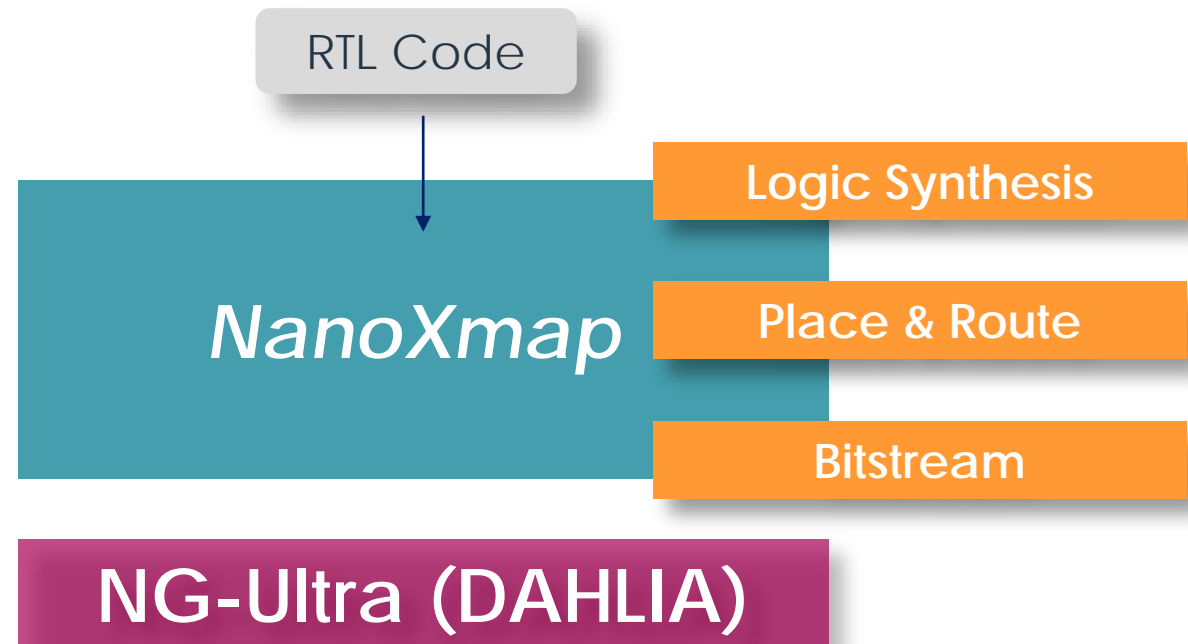 RTL Code
Logic Synthesis
NanoXmap
Place & Route
Bitstream
NG-Ultra (DAHLIA)